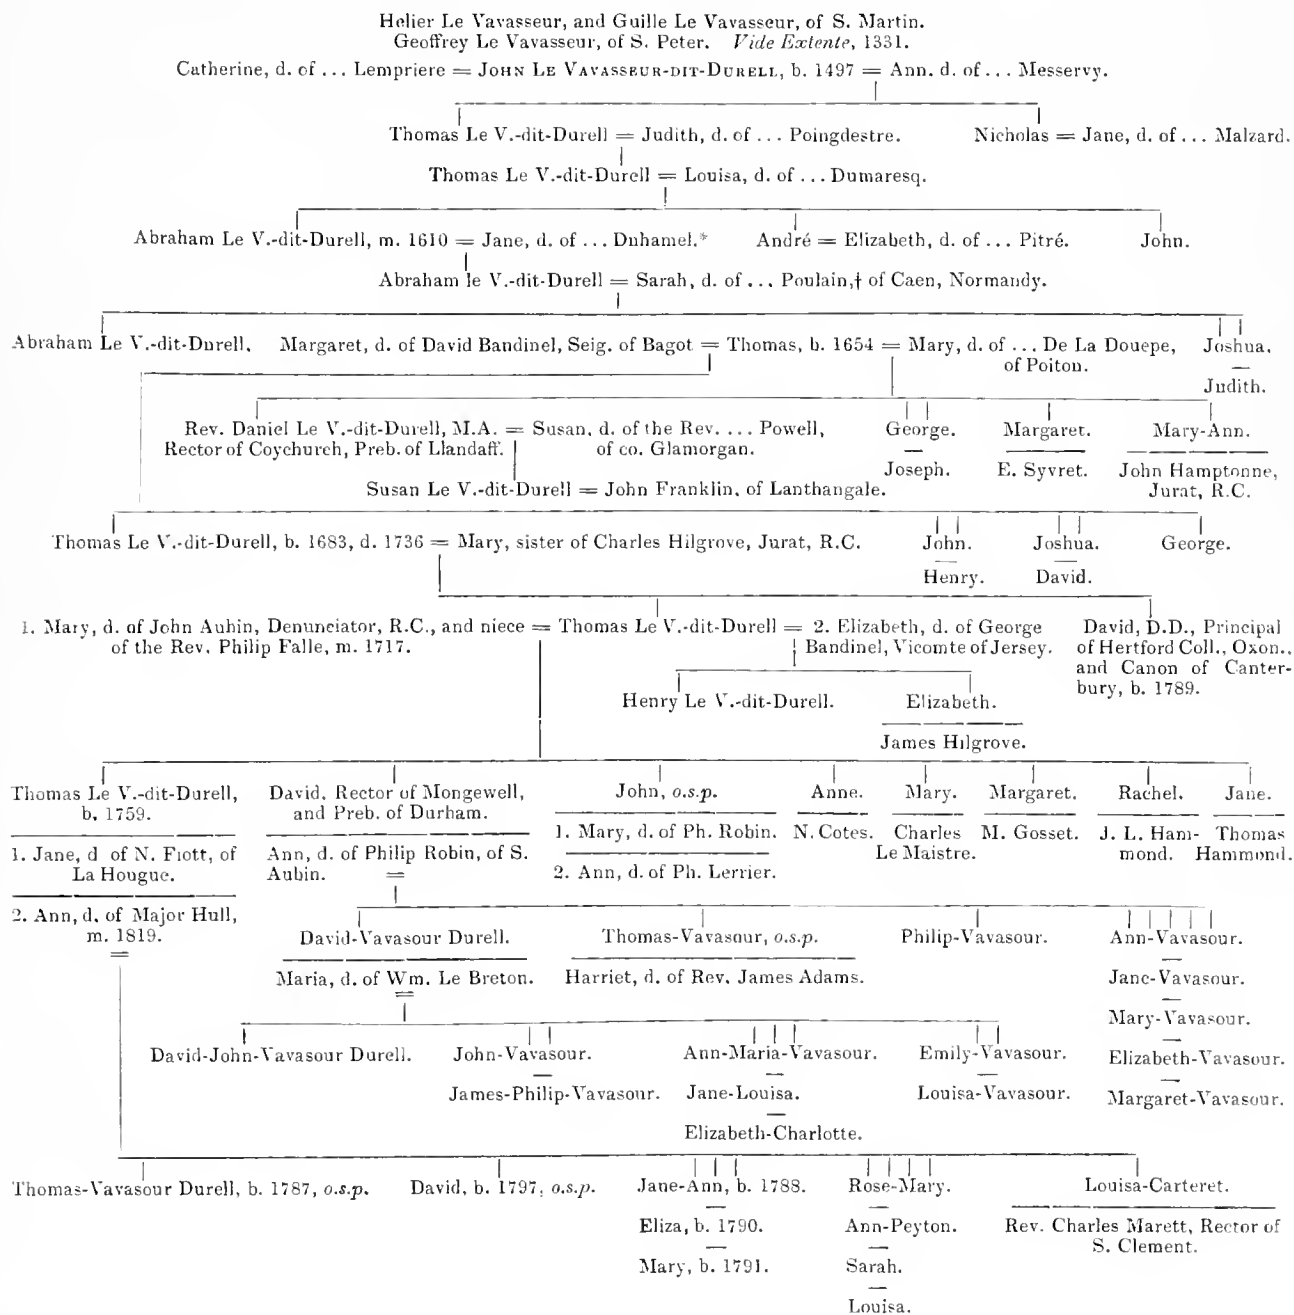 Helier Le Vavasseur, and Guille Le Vavasseur, of S. Martin.
Geoffrey Le Vavasseur, of S. Peter. Vide Extente, 1331.
Catherine, d. of ... Lempriere = John Le Vavasseur-dit-Durell, b. 1497 = Ann, d. of ... Messervy.
Thomas Le V.-dit-Durell = Judith, d. of ... Poingdestre. Nicholas = Jane, d. of ... Malzard.
Thomas Le V.-dit-Durell = Louisa, d. of ... Dumaresq.
Abraham Le V.-dit-Durell, m. 1610 = Jane, d. of ... Duhamel.* André = Elizabeth, d. of ... Pitré. John.
Abraham le V.-dit-Durell = Sarah, d. of ... Poulain,† of Caen, Normandy.
Abraham Le V.-dit-Durell. Margaret, d. of David Bandinel, Seig. of Bagot = Thomas, b. 1654 = Mary, d. of ... De La Douepe, Joshua.
of Poitou.
Judith.
Rev. Daniel Le V.-dit-Durell, M.A. = Susan, d. of the Rev. ... Powell, George. Margaret. Mary-Ann.
Rector of Coychurch, Preb. of Llandaff. of co. Glamorgan.
Joseph. E. Syvret. John Hamptonne,
Jurat, R.C.
Susan Le V.-dit-Durell = John Franklin, of Lanthangale.
Thomas Le V.-dit-Durell, b. 1683, d. 1736 = Mary, sister of Charles Hilgrove, Jurat, R.C. John. Joshua. George.
Henry. David.
1. Mary, d. of John Aubin, Denunciator, R.C., and niece = Thomas Le V.-dit-Durell = 2. Elizabeth, d. of George David, D.D., Principal
of the Rev. Philip Falle, m. 1717. Bandinel, Vicomte of Jersey. of Hertford Coll., Oxon.,
and Canon of Canter-
bury, b. 1789.
Henry Le V.-dit-Durell. Elizabeth.
James Hilgrove.
Thomas Le V.-dit-Durell, David, Rector of Mongewell, John, o.s.p. Anne. Mary. Margaret. Rachel. Jane.
b. 1759. and Preb. of Durham.
1. Mary, d. of Ph. Robin. N. Cotes. Charles M. Gosset. J. L. Ham- Thomas
1. Jane, d of N. Fiott, of Ann, d. of Philip Robin, of S. Le Maistre. mond. Hammond.
La Hougue. Aubin. = 2. Ann, d. of Ph. Lerrier.
2. Ann, d. of Major Hull,
m. 1819.
=
David-Vavasour Durell. Thomas-Vavasour, o.s.p. Philip-Vavasour. Ann-Vavasour.
Maria, d. of Wm. Le Breton. Harriet, d. of Rev. James Adams. Jane-Vavasour.
=
Mary-Vavasour.
David-John-Vavasour Durell. John-Vavasour. Ann-Maria-Vavasour. Emily-Vavasour. Elizabeth-Vavasour.
James-Philip-Vavasour. Jane-Louisa. Louisa-Vavasour. Margaret-Vavasour.
Elizabeth-Charlotte.
Thomas-Vavasour Durell, b. 1787, o.s.p. David, b. 1797, o.s.p. Jane-Ann, b. 1788. Rose-Mary. Louisa-Carteret.
Eliza, b. 1790. Ann-Peyton. Rev. Charles Marett, Rector of
S. Clement.
Mary, b. 1791. Sarah.
Louisa.